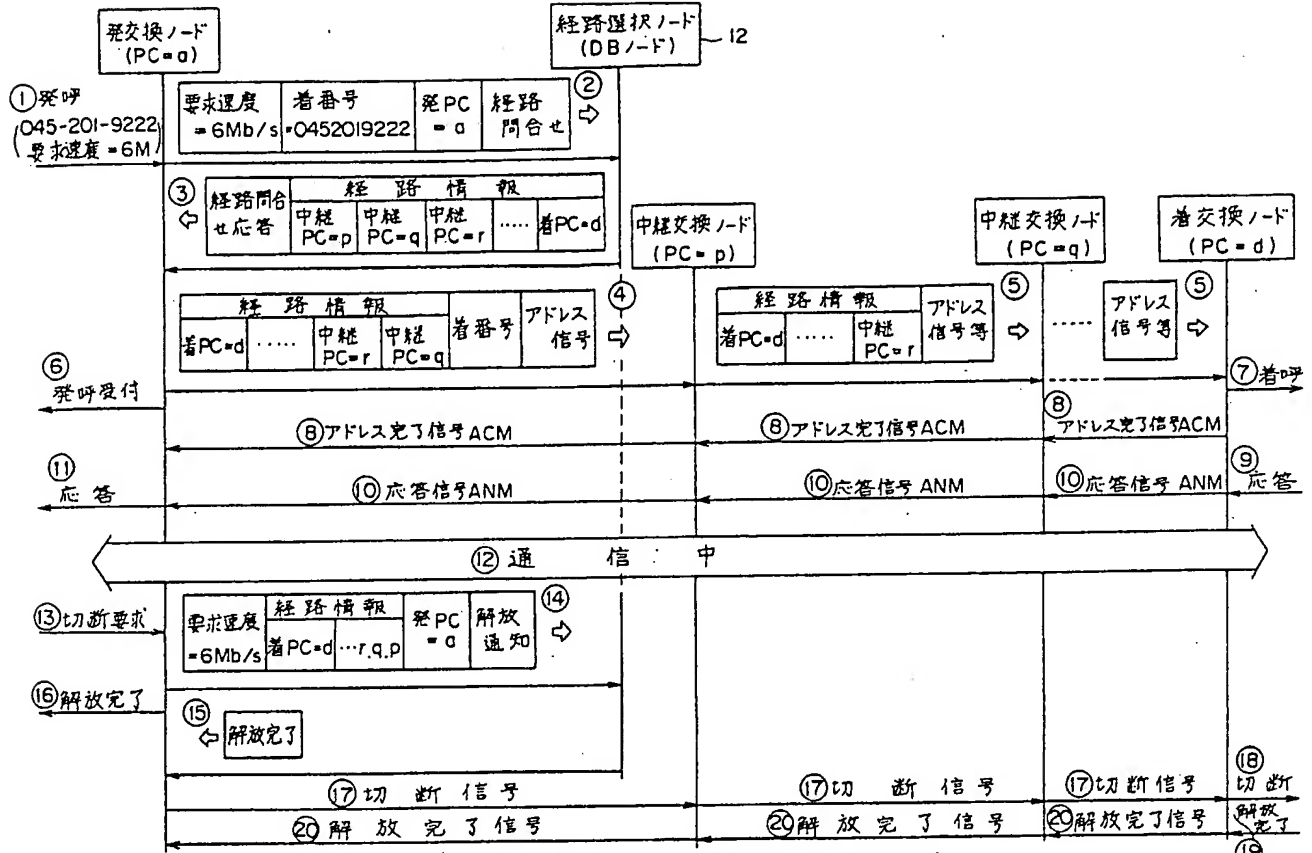 発交換ノード
(PC=a)
経路選択ノード
(DBノード)
12
①発呼
(045-201-9222
要求速度=6M)
要求速度
=6Mb/s
着番号
=0452019222
発PC
=a
経路
問合せ
②
③
経路問合
せ応答
経路情報
中継
PC=p
中継
PC=q
中継
PC=r
……
着PC=d
中継交換ノード
(PC=p)
中継交換ノード
(PC=q)
着交換ノード
(PC=d)
経路情報
着PC=d
……
中継
PC=r
中継
PC=q
着番号
アドレス
信号
④
経路情報
着PC=d
……
中継
PC=r
アドレス
信号等
⑤
……
アドレス
信号等
⑤
⑥
発呼受付
⑦着呼
⑧アドレス完了信号ACM
⑧アドレス完了信号ACM
⑧
アドレス完了信号ACM
⑪
応答
⑩応答信号ANM
⑩応答信号ANM
⑩応答信号ANM
⑨
応答
⑫通信中
⑬切断要求
要求速度
=6Mb/s
経路情報
着PC=d
…r.q.p
発PC
=a
解放
通知
⑭
⑯解放完了
⑮
解放完了
⑰切断信号
⑰切断信号
⑰切断信号
⑱
切断
⑳解放完了信号
⑳解放完了信号
⑳解放完了信号
解放
完了
⑲